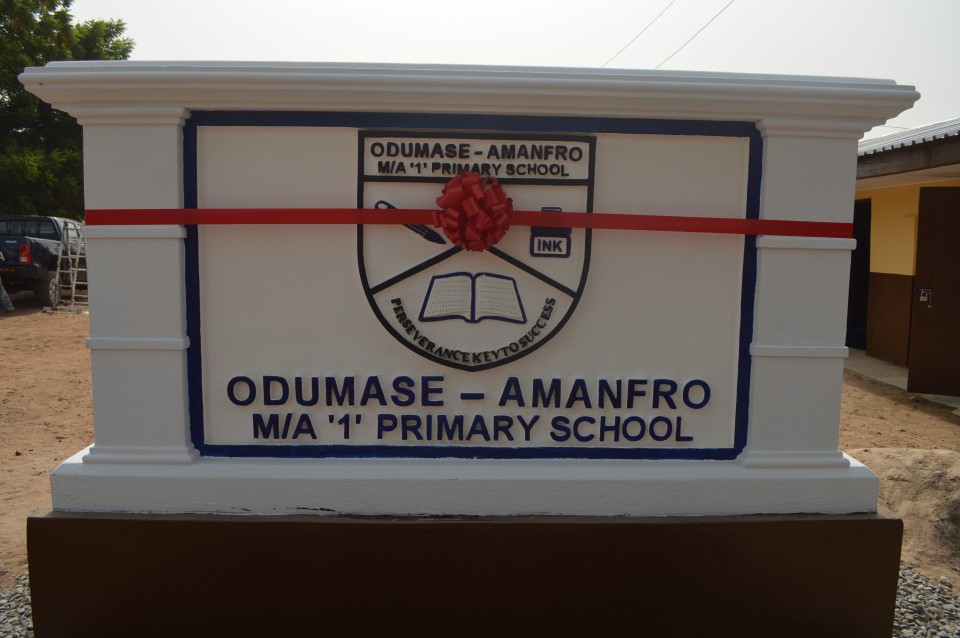 ODUMASE – AMANFRO
M/A '1' PRIMARY SCHOOL
INK
PERSEVERANCE KEY TO SUCCESS
ODUMASE – AMANFRO
M/A '1' PRIMARY SCHOOL